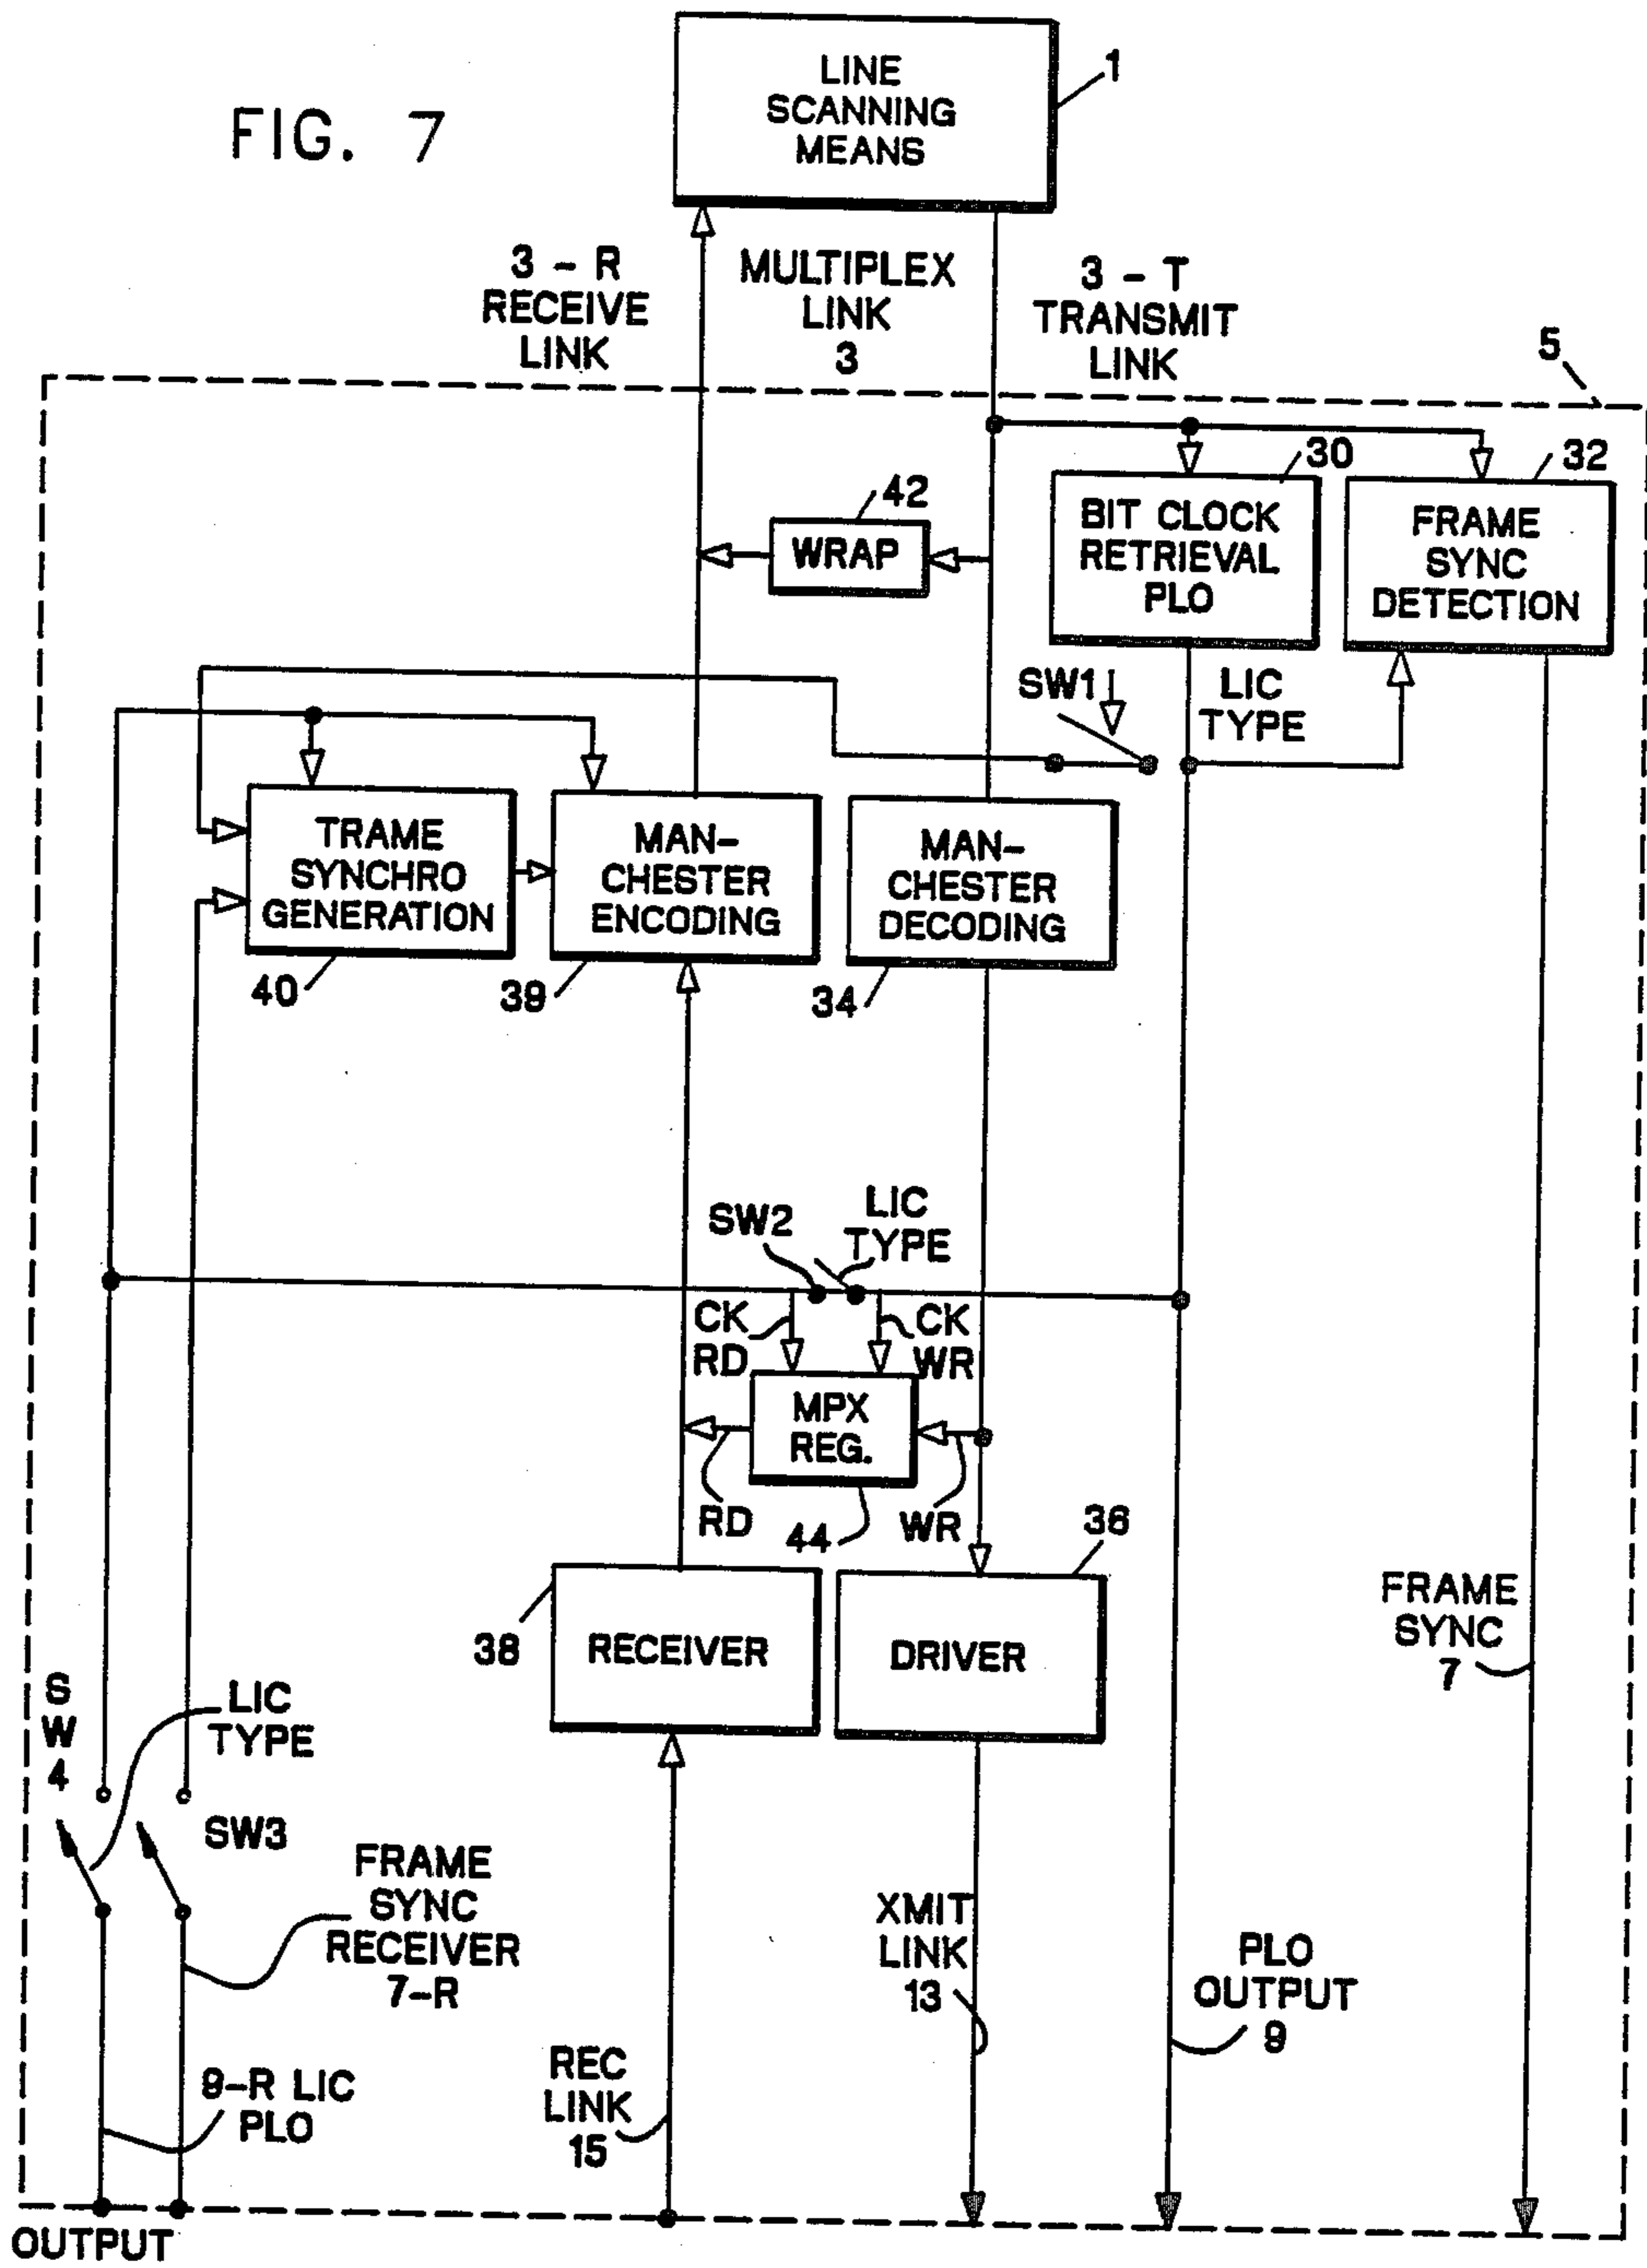 FIG. 7
LINE
SCANNING
MEANS
1
3 - R
RECEIVE
LINK
MULTIPLEX
LINK
3
3 - T
TRANSMIT
LINK
5
42
WRAP
30
BIT CLOCK
RETRIEVAL
PLO
32
FRAME
SYNC
DETECTION
SW1
LIC
TYPE
TRAME
SYNCHRO
GENERATION
40
MAN-
CHESTER
ENCODING
39
MAN-
CHESTER
DECODING
34
SW2
LIC
TYPE
CK
RD
CK
WR
MPX
REG.
RD
44
WR
38
RECEIVER
36
DRIVER
FRAME
SYNC
7
S
W
4
LIC
TYPE
SW3
FRAME
SYNC
RECEIVER
7-R
9-R LIC
PLO
REC
LINK
15
XMIT
LINK
13
PLO
OUTPUT
9
OUTPUT